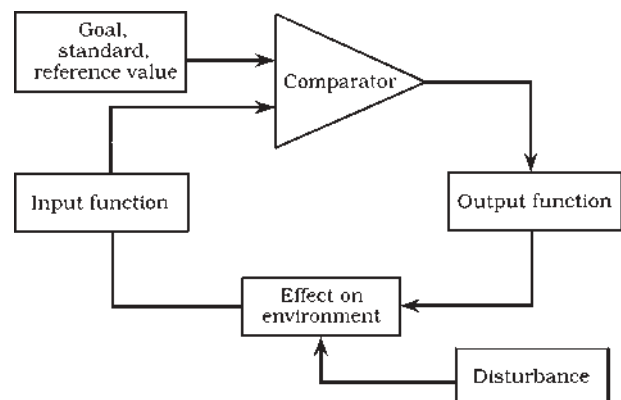 Goal,
standard,
reference value
Comparator
Input function
Output function
Effect on
environment
Disturbance